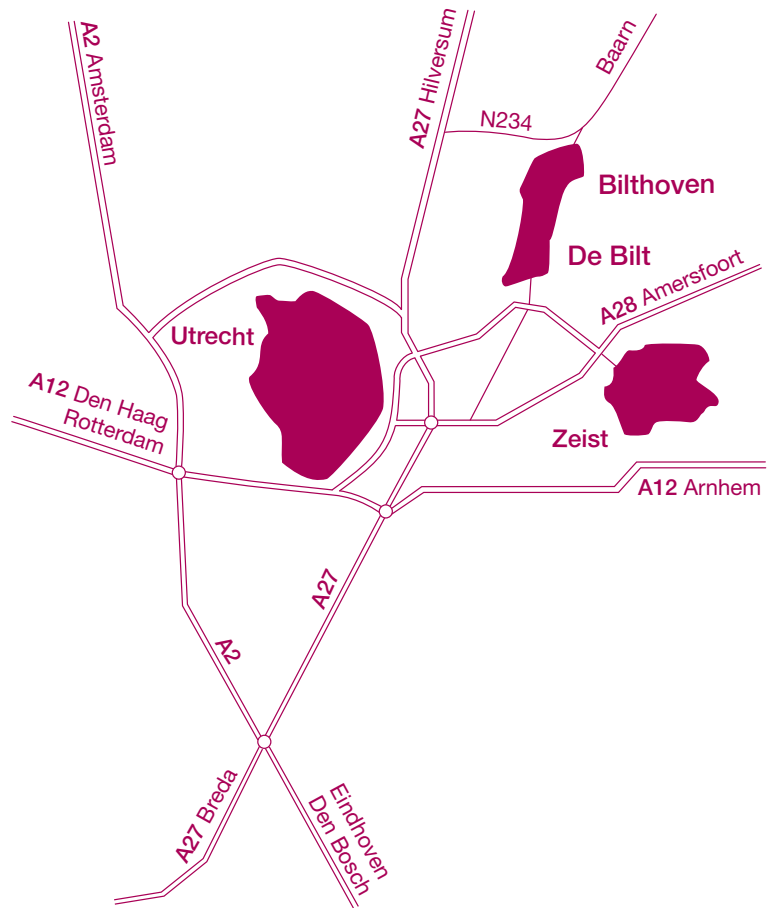 A2 Amsterdam
A27 Hilversum
Baarn
N234
Bilthoven
De Bilt
A28 Amersfoort
Utrecht
A12 Den Haag
Rotterdam
Zeist
A12 Arnhem
A27
A2
A27 Breda
Eindhoven
Den Bosch